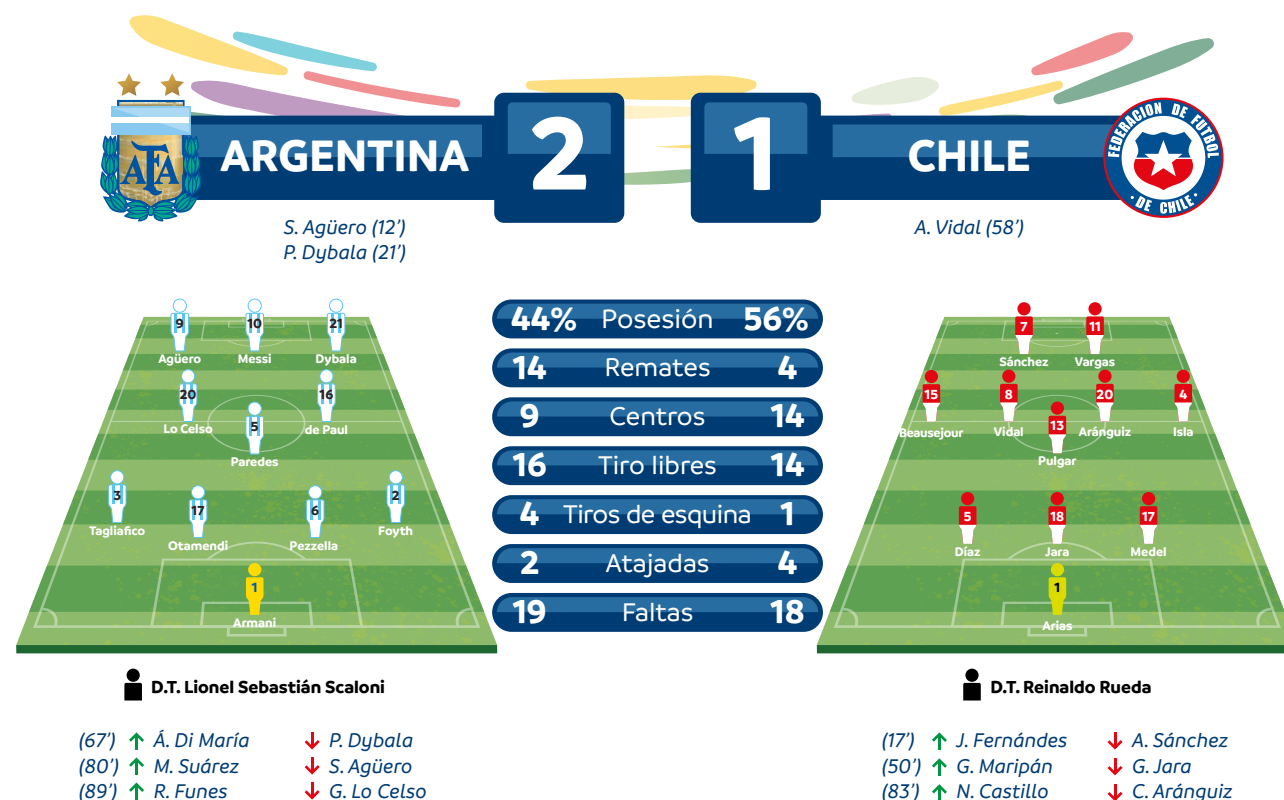 ARGENTINA 2 1 CHILE
AFA
FEDERACION DE FUTBOL
· DE CHILE ·
S. Agüero (12’)
P. Dybala (21’)
A. Vidal (58’)
9 10 21
Agüero Messi Dybala
20 16
Lo Celso de Paul
5
Paredes
3 17 6 2
Tagliafico Otamendi Pezzella Foyth
1
Armani
44% Posesión 56%
14 Remates 4
9 Centros 14
16 Tiro libres 14
4 Tiros de esquina 1
2 Atajadas 4
19 Faltas 18
7 11
Sánchez Vargas
15 8 20 4
Beausejour Vidal Aránguiz Isla
13
Pulgar
5 18 17
Díaz Jara Medel
1
Arias
D.T. Lionel Sebastián Scaloni
(67’) Á. Di María P. Dybala
(80’) M. Suárez S. Agüero
(89’) R. Funes G. Lo Celso
D.T. Reinaldo Rueda
(17’) J. Fernándes A. Sánchez
(50’) G. Maripán G. Jara
(83’) N. Castillo C. Aránguiz